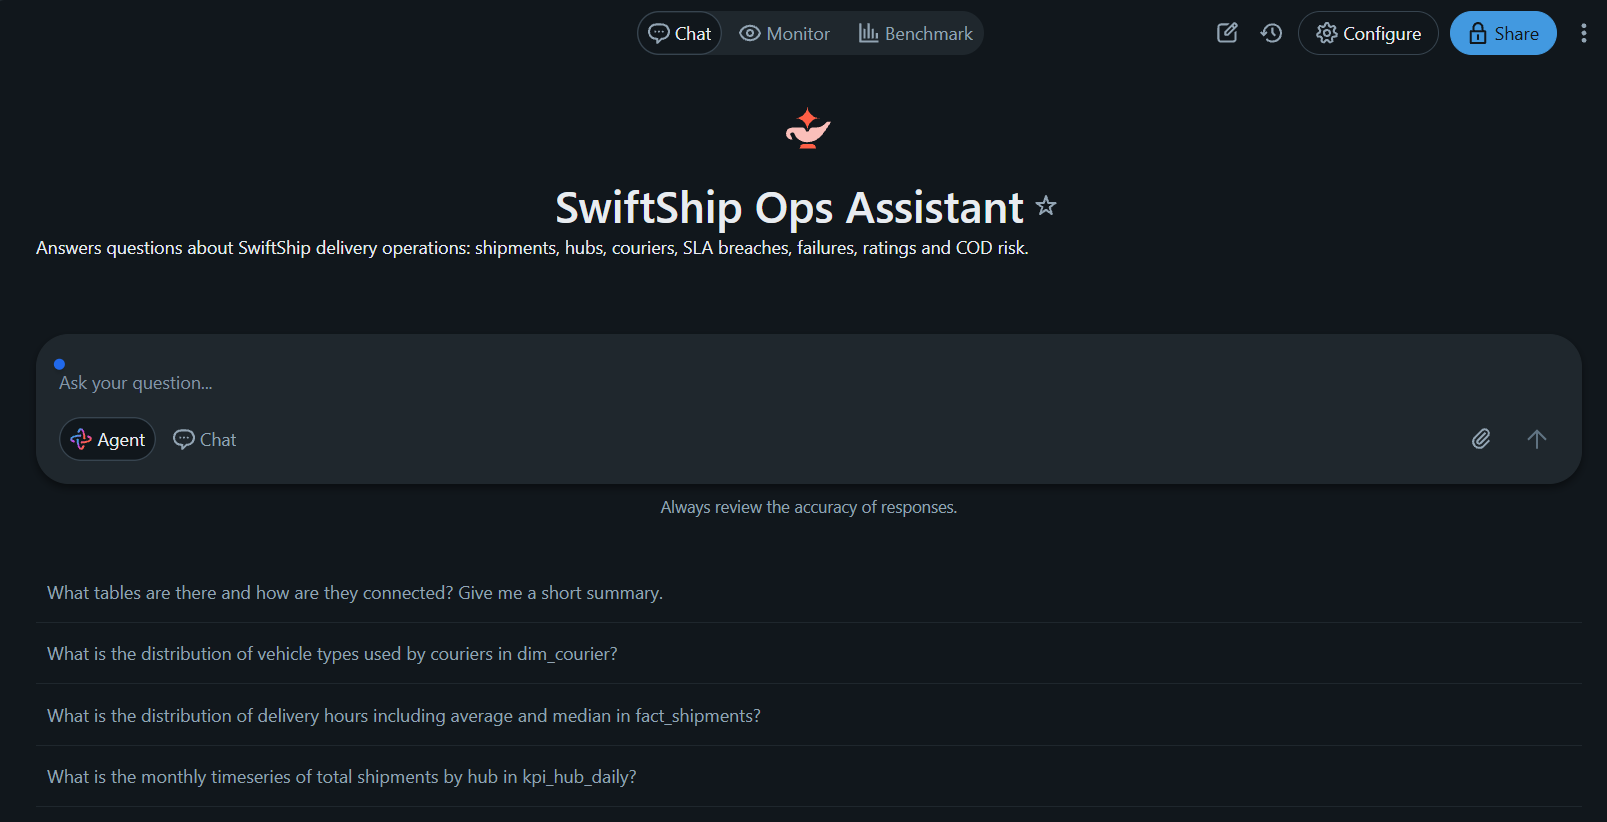 Chat Monitor Benchmark Configure Share
SwiftShip Ops Assistant
Answers questions about SwiftShip delivery operations: shipments, hubs, couriers, SLA breaches, failures, ratings and COD risk.
Ask your question...
Agent Chat
Always review the accuracy of responses.
What tables are there and how are they connected? Give me a short summary.
What is the distribution of vehicle types used by couriers in dim_courier?
What is the distribution of delivery hours including average and median in fact_shipments?
What is the monthly timeseries of total shipments by hub in kpi_hub_daily?